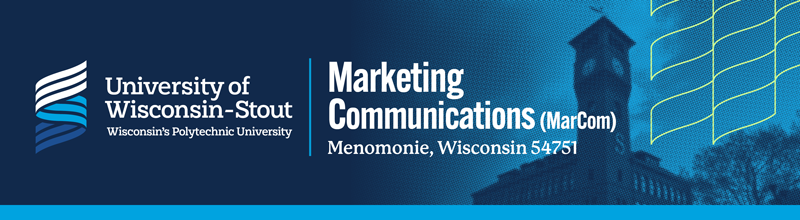 University of
Wisconsin-Stout
Wisconsin's Polytechnic University
Marketing
Communications (MarCom)
Menomonie, Wisconsin 54751